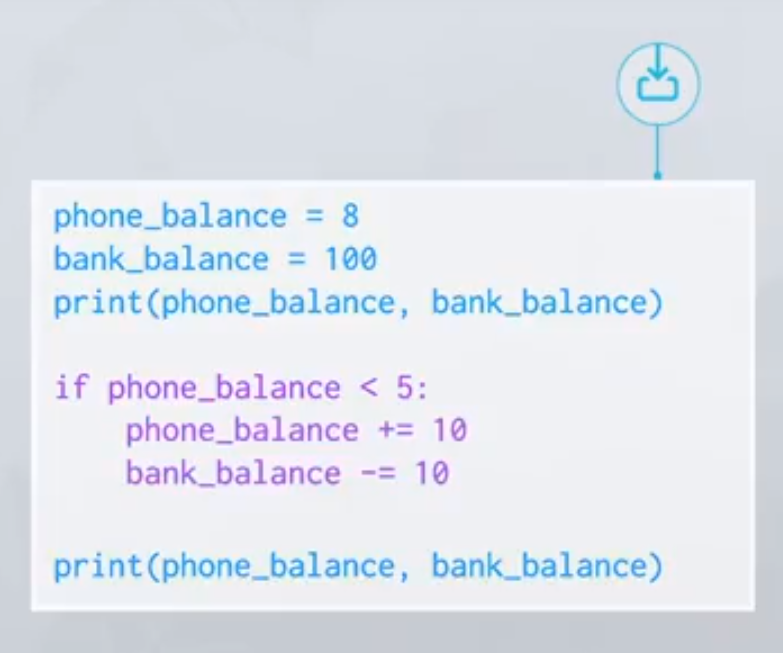 phone_balance = 8
bank_balance = 100
print(phone_balance, bank_balance)
if phone_balance < 5:
    phone_balance += 10
    bank_balance -= 10
print(phone_balance, bank_balance)